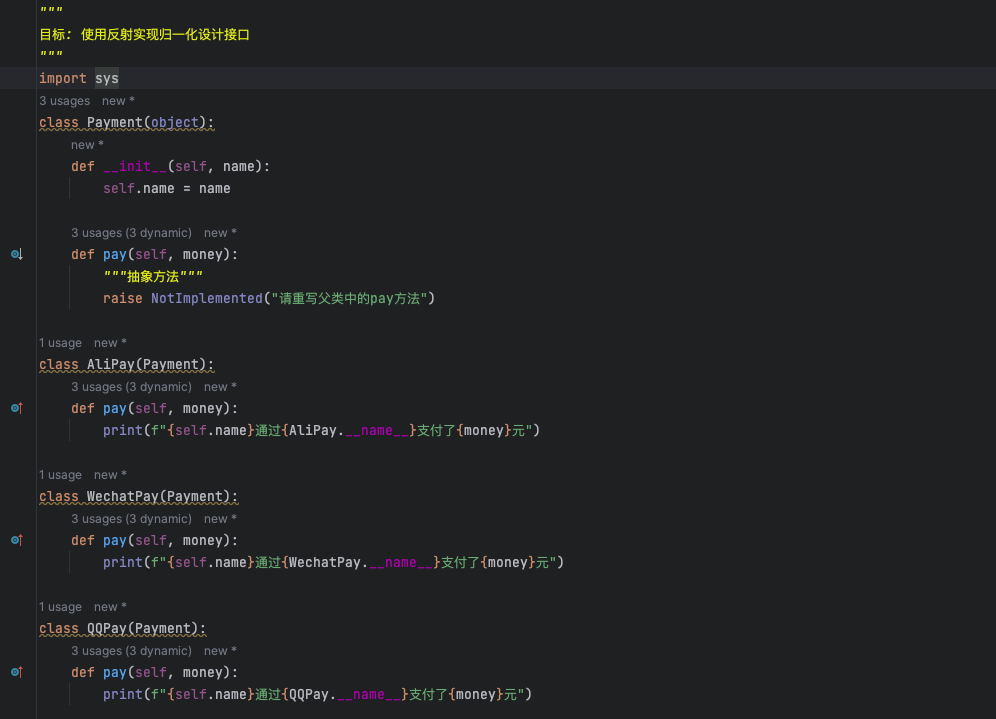 """
目标: 使用反射实现归一化设计接口
"""
import sys
3 usages new *
class Payment(object):
new *
def __init__(self, name):
self.name = name
3 usages (3 dynamic) new *
def pay(self, money):
"""抽象方法"""
raise NotImplemented("请重写父类中的pay方法")
1 usage new *
class AliPay(Payment):
3 usages (3 dynamic) new *
def pay(self, money):
print(f"{self.name}通过{AliPay.__name__}支付了{money}元")
1 usage new *
class WechatPay(Payment):
3 usages (3 dynamic) new *
def pay(self, money):
print(f"{self.name}通过{WechatPay.__name__}支付了{money}元")
1 usage new *
class QQPay(Payment):
3 usages (3 dynamic) new *
def pay(self, money):
print(f"{self.name}通过{QQPay.__name__}支付了{money}元")